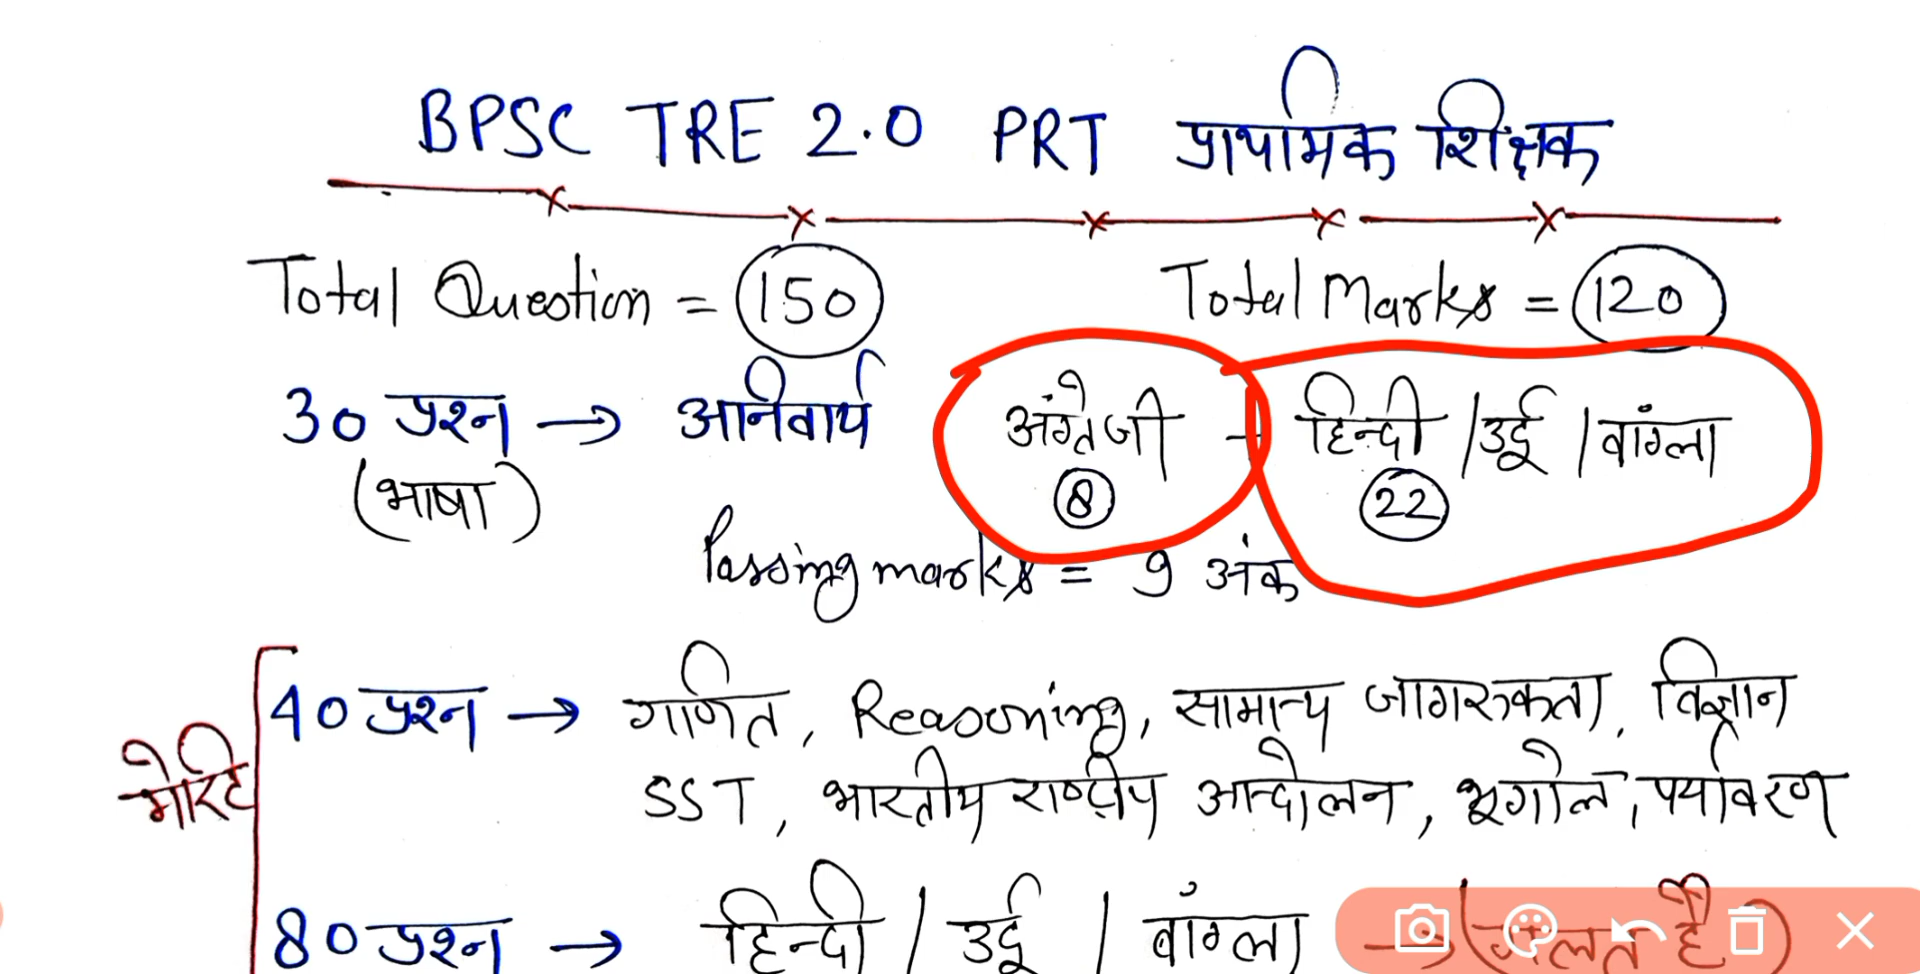 BPSC TRE 2.0 PRT प्राथमिक शिक्षक
Total Question = 150 Total Marks = 120
30 प्रश्न → अनिवार्य अंग्रेजी - हिन्दी / उर्दू / बांग्ला
(भाषा) 8 22
Passing marks = 9 अंक
मेरिट
40 प्रश्न → गणित, Reasoning, सामान्य जागरुकता, विज्ञान
SST, भारतीय राष्ट्रीय आन्दोलन, भूगोल, पर्यावरण
80 प्रश्न → हिन्दी / उर्दू / बांग्ला → (गलत है)